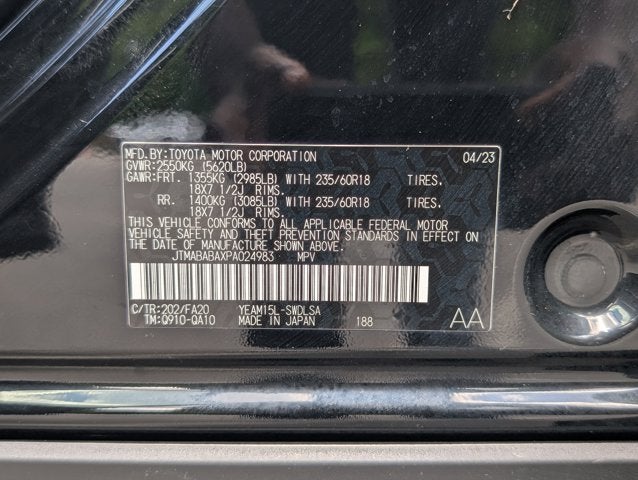 MFD.BY:TOYOTA MOTOR CORPORATION 04/23
GVWR:2550KG (5620LB)
GAWR:FRT. 1355KG (2985LB) WITH 235/60R18 TIRES.
18X7 1/2J RIMS.
RR. 1400KG (3085LB) WITH 235/60R18 TIRES.
18X7 1/2J RIMS.
THIS VEHICLE CONFORMS TO ALL APPLICABLE FEDERAL MOTOR
VEHICLE SAFETY AND THEFT PREVENTION STANDARDS IN EFFECT ON
THE DATE OF MANUFACTURE SHOWN ABOVE.
JTMABABAXPA024983 MPV
C/TR:202/FA20 YEAM15L-SWDLSA
TM:Q910-QA10 MADE IN JAPAN 188 AA